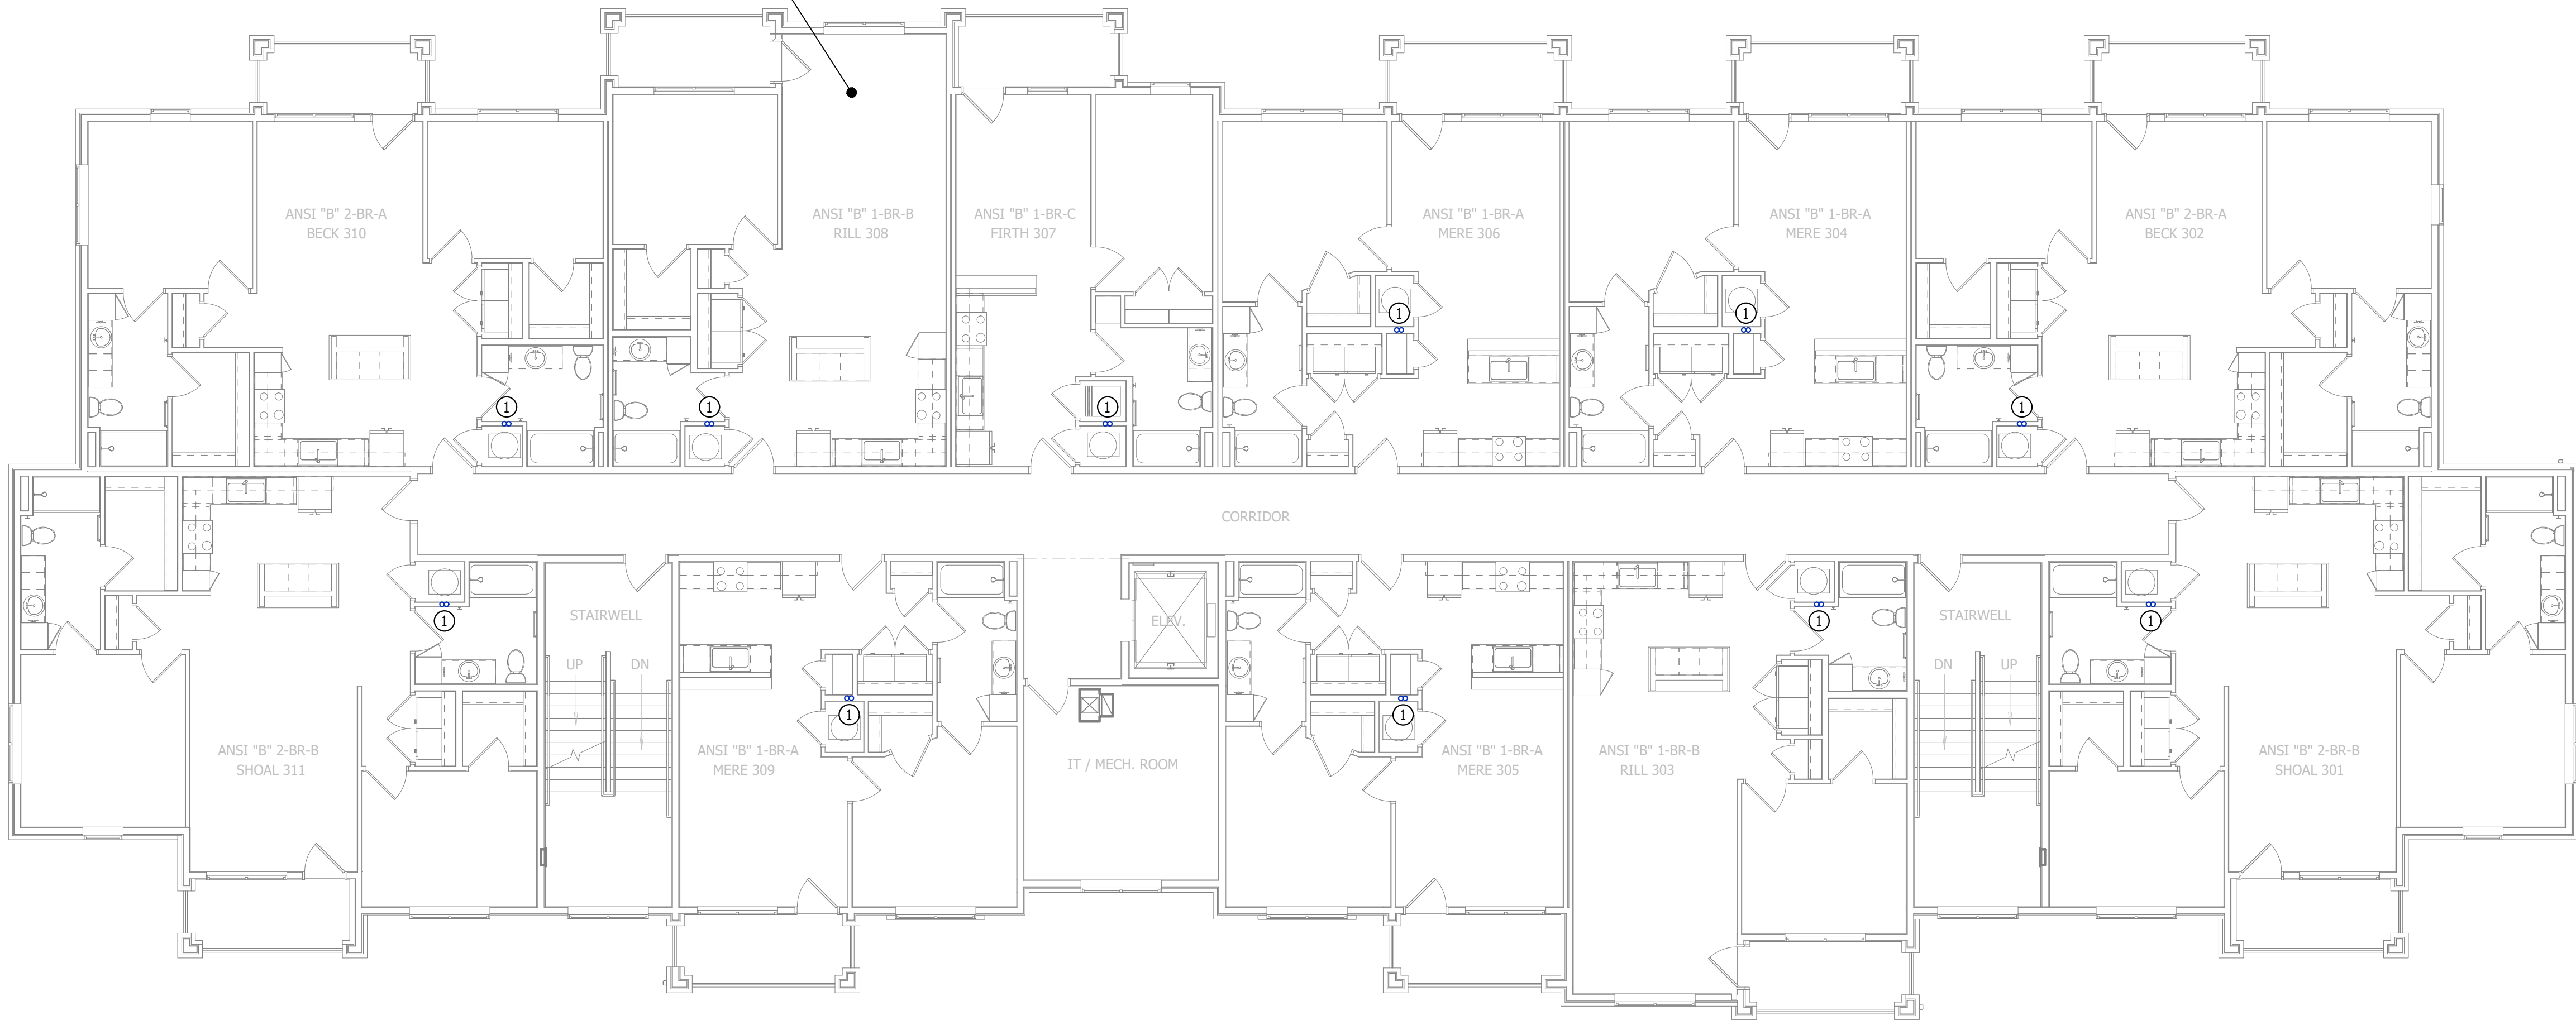 ANSI "B" 2-BR-A
BECK 310
ANSI "B" 1-BR-B
RILL 308
ANSI "B" 1-BR-C
FIRTH 307
ANSI "B" 1-BR-A
MERE 306
ANSI "B" 1-BR-A
MERE 304
ANSI "B" 2-BR-A
BECK 302
1
1
1
1
1
1
CORRIDOR
STAIRWELL
UP
DN
ELEV.
STAIRWELL
DN
UP
1
1
1
1
1
ANSI "B" 2-BR-B
SHOAL 311
ANSI "B" 1-BR-A
MERE 309
IT / MECH. ROOM
ANSI "B" 1-BR-A
MERE 305
ANSI "B" 1-BR-B
RILL 303
ANSI "B" 2-BR-B
SHOAL 301